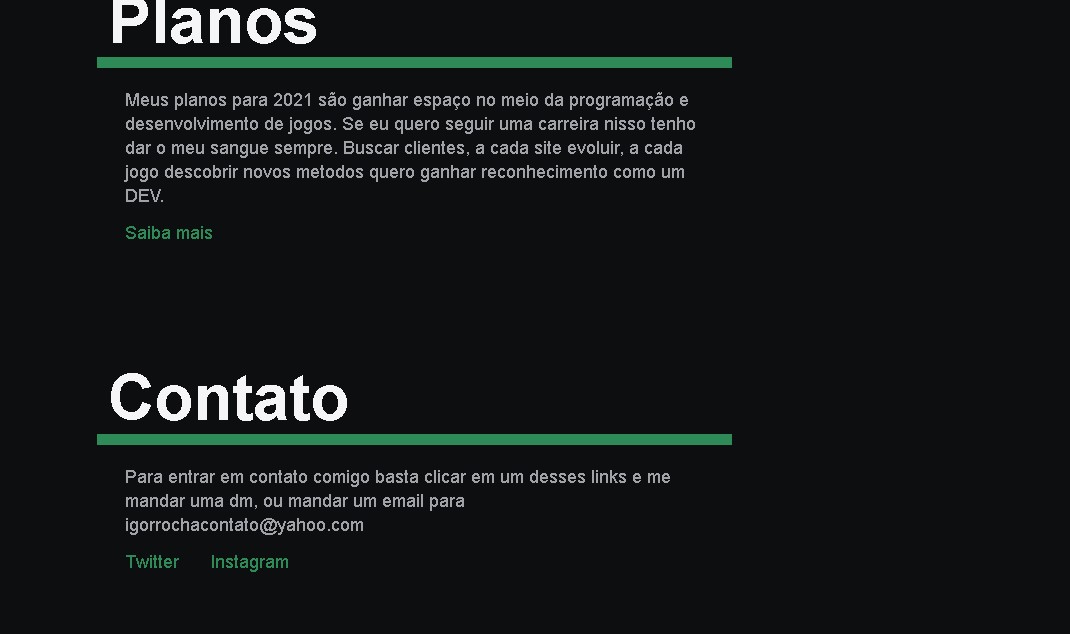 Planos
Meus planos para 2021 são ganhar espaço no meio da programação e
desenvolvimento de jogos. Se eu quero seguir uma carreira nisso tenho
dar o meu sangue sempre. Buscar clientes, a cada site evoluir, a cada
jogo descobrir novos metodos quero ganhar reconhecimento como um
DEV.
Saiba mais
Contato
Para entrar em contato comigo basta clicar em um desses links e me
mandar uma dm, ou mandar um email para
igorrochacontato@yahoo.com
Twitter Instagram